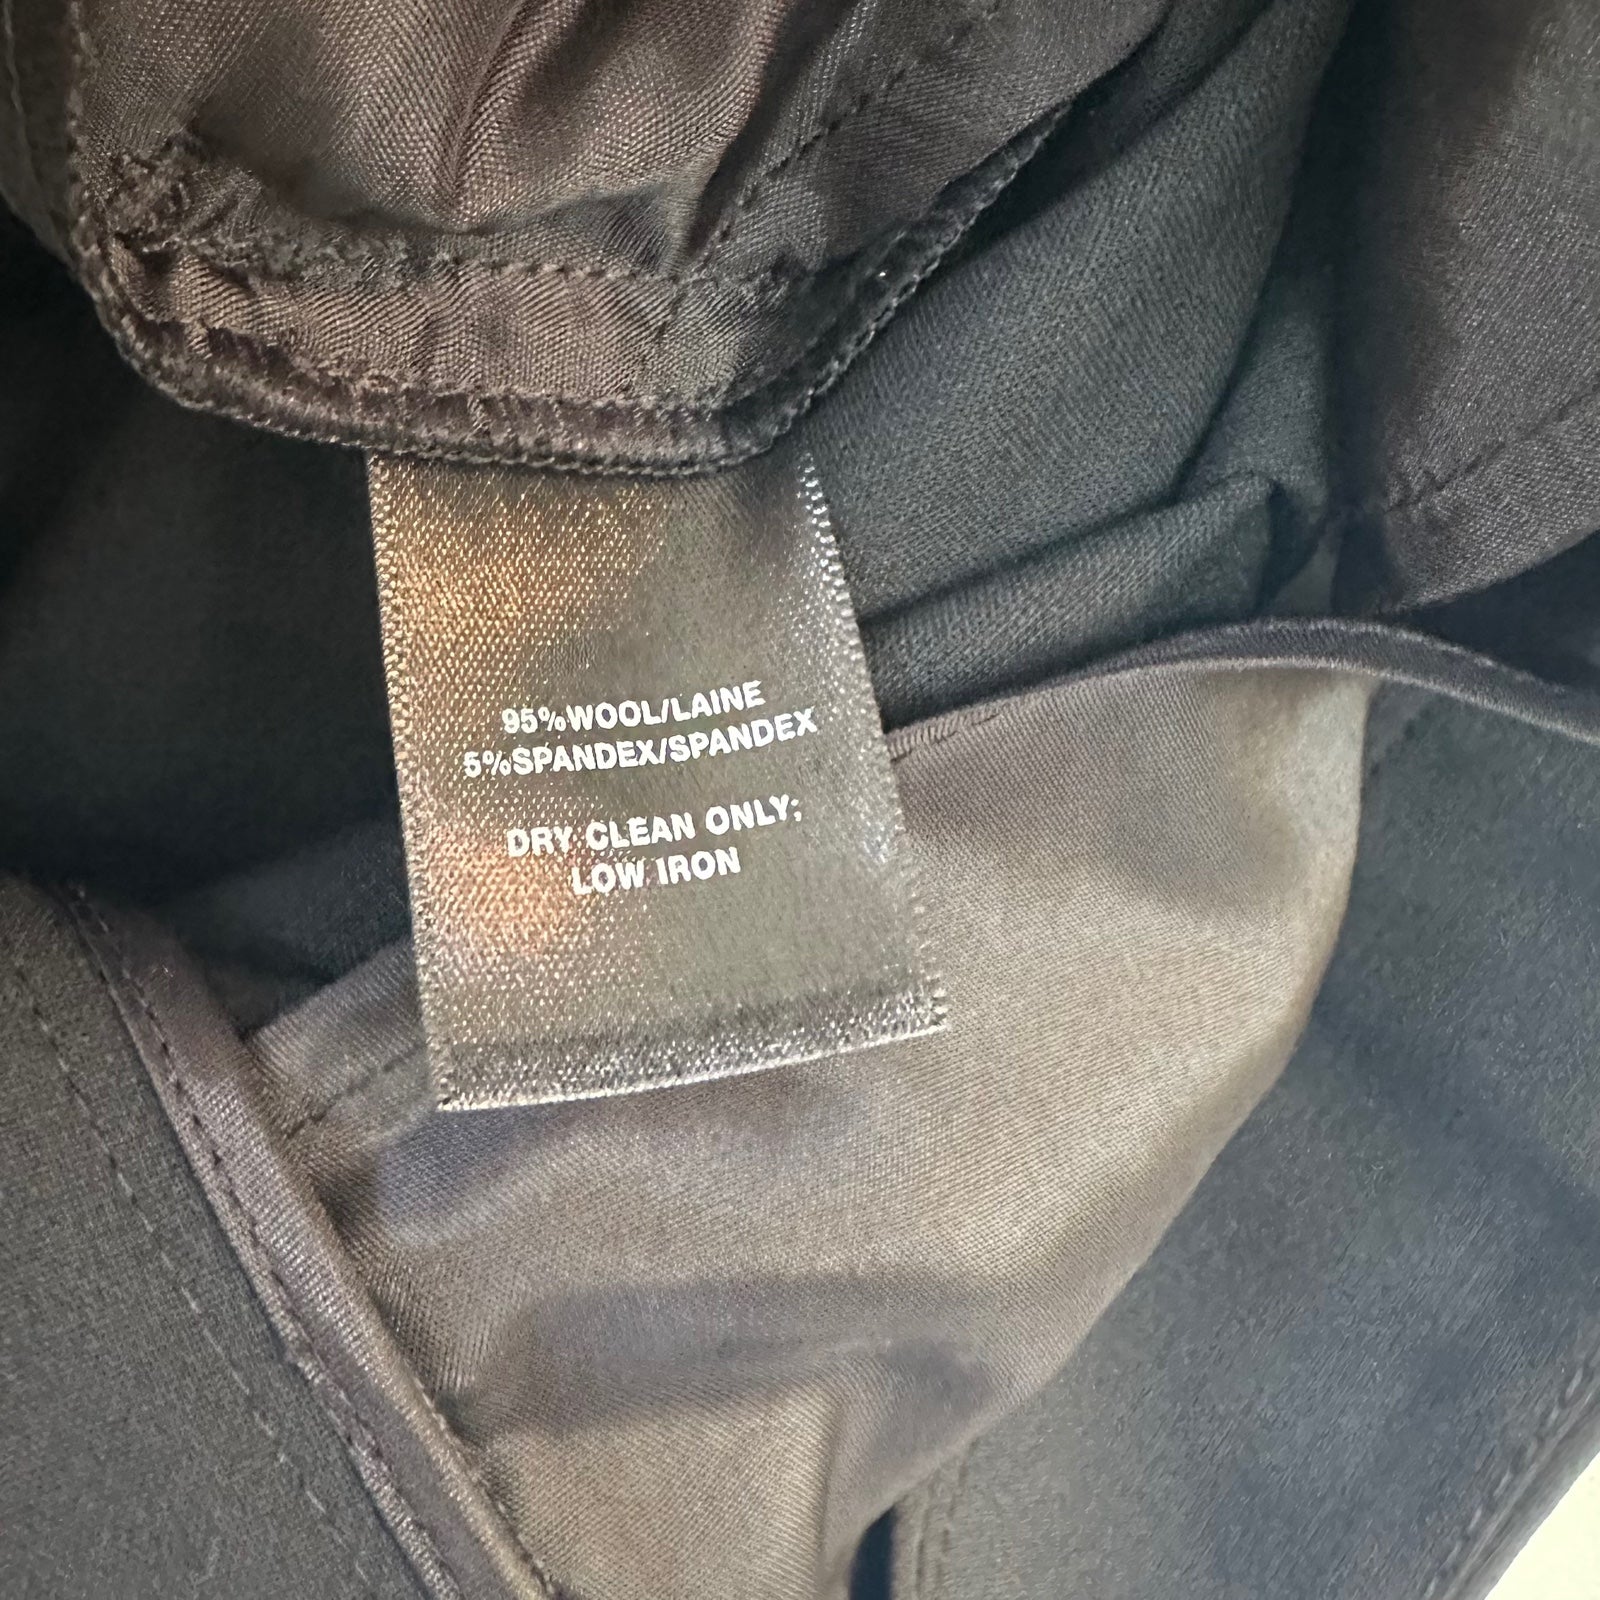 95%WOOL/LAINE
5%SPANDEX/SPANDEX
DRY CLEAN ONLY;
LOW IRON